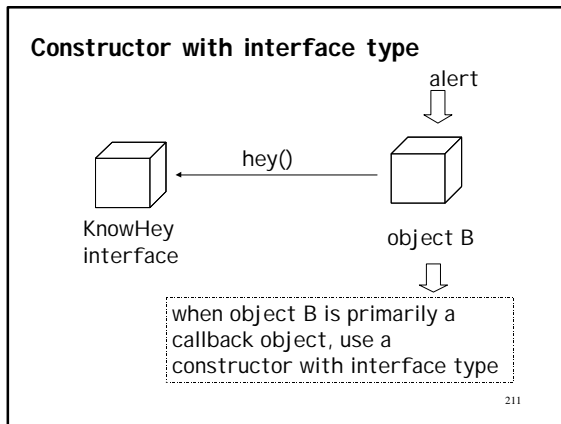 Constructor with interface type
alert
hey()
KnowHey
interface
object B
when object B is primarily a
callback object, use a
constructor with interface type
211